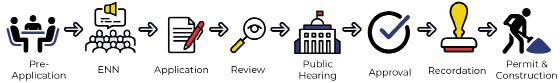 Pre-
Application
ENN
Application
Review
Public
Hearing
Approval
Recordation
Permit &
Construction